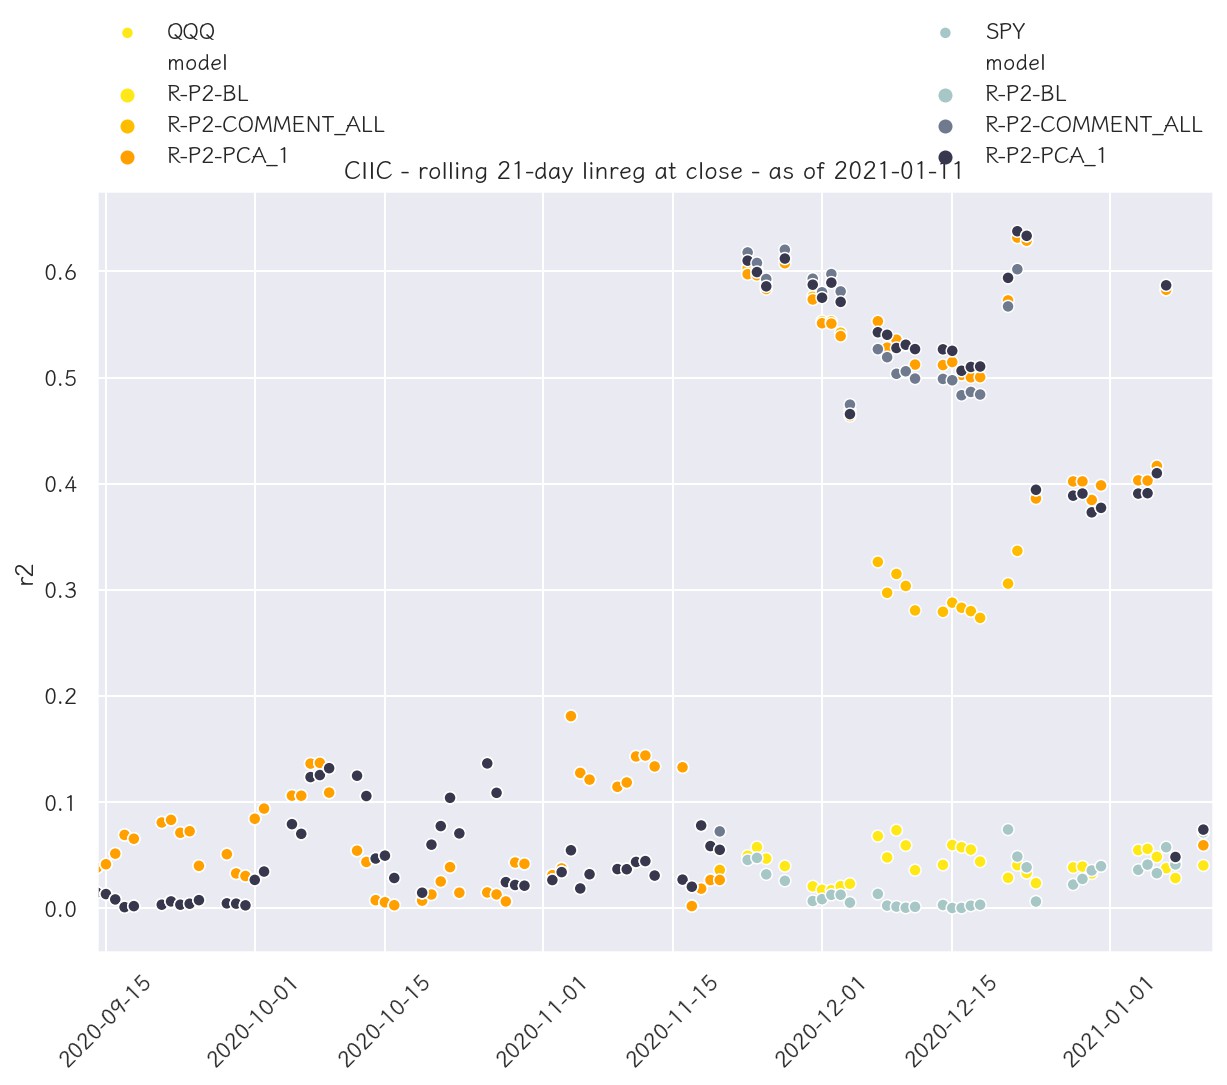 QQQ
model
R-P2-BL
R-P2-COMMENT_ALL
R-P2-PCA_1
SPY
model
R-P2-BL
R-P2-COMMENT_ALL
R-P2-PCA_1
CIIC - rolling 21-day linreg at close - as of 2021-01-11
r2
0.6
0.5
0.4
0.3
0.2
0.1
0.0
2020-09-15
2020-10-01
2020-10-15
2020-11-01
2020-11-15
2020-12-01
2020-12-15
2021-01-01